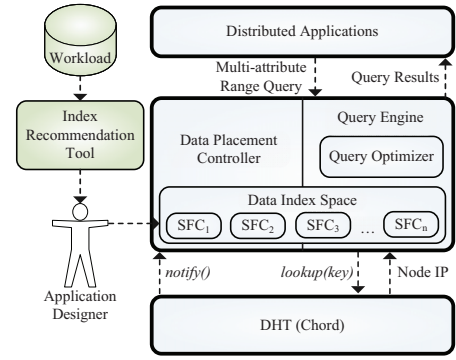 Workload
Index
Recommendation
Tool
Application
Designer
Distributed Applications
Multi-attribute
Range Query
Query Results
Data Placement
Controller
Query Engine
Query Optimizer
Data Index Space
SFC1
SFC2
SFC3
...
SFCn
notify()
lookup(key)
Node IP
DHT (Chord)